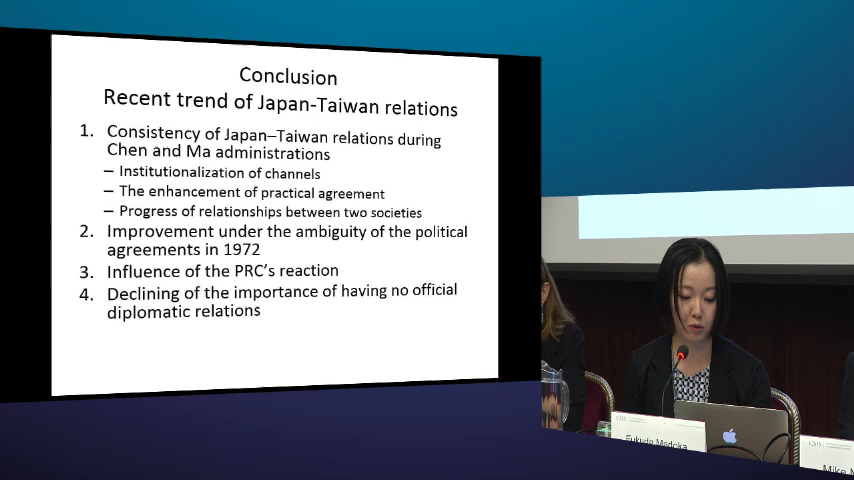 Conclusion
Recent trend of Japan-Taiwan relations
1. Consistency of Japan–Taiwan relations during
Chen and Ma administrations
– Institutionalization of channels
– The enhancement of practical agreement
– Progress of relationships between two societies
2. Improvement under the ambiguity of the political
agreements in 1972
3. Influence of the PRC's reaction
4. Declining of the importance of having no official
diplomatic relations
CSIS
Fukuda Madoka
CSIS
Mike M